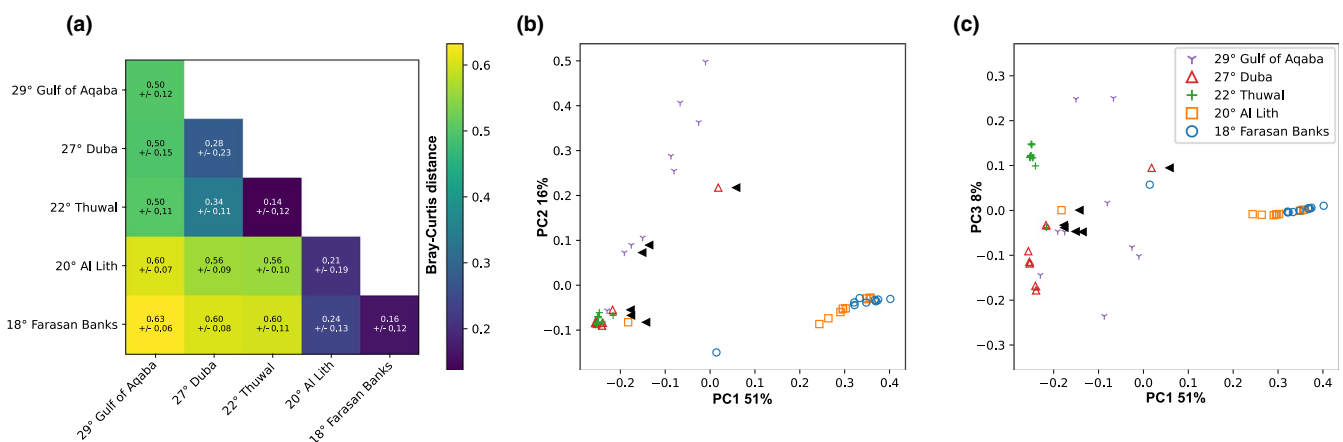 (a)
29° Gulf of Aqaba
27° Duba
22° Thuwal
20° Al Lith
18° Farasan Banks
0.50
+/- 0.12
0.50
+/- 0.15
0.28
+/- 0.23
0.50
+/- 0,11
0.34
+/- 0,11
0.14
+/- 0,12
0.60
+/- 0.07
0.56
+/- 0.09
0.56
+/- 0.10
0.21
+/- 0.19
0.63
+/- 0,06
0.60
+/- 0,08
0.60
+/- 0,11
0.24
+/- 0,13
0.16
+/- 0,12
29° Gulf of Aqaba
27° Duba
22° Thuwal
20° Al Lith
18° Farasan Banks
Bray-Curtis distance
0.6
0.5
0.4
0.3
0.2
(b)
PC2 16%
0.5
0.4
0.3
0.2
0.1
0.0
−0.1
−0.2 −0.1 0.0 0.1 0.2 0.3 0.4
PC1 51%
(c)
PC3 8%
0.3
0.2
0.1
0.0
−0.1
−0.2
−0.3
−0.2 −0.1 0.0 0.1 0.2 0.3 0.4
PC1 51%
29° Gulf of Aqaba
27° Duba
22° Thuwal
20° Al Lith
18° Farasan Banks